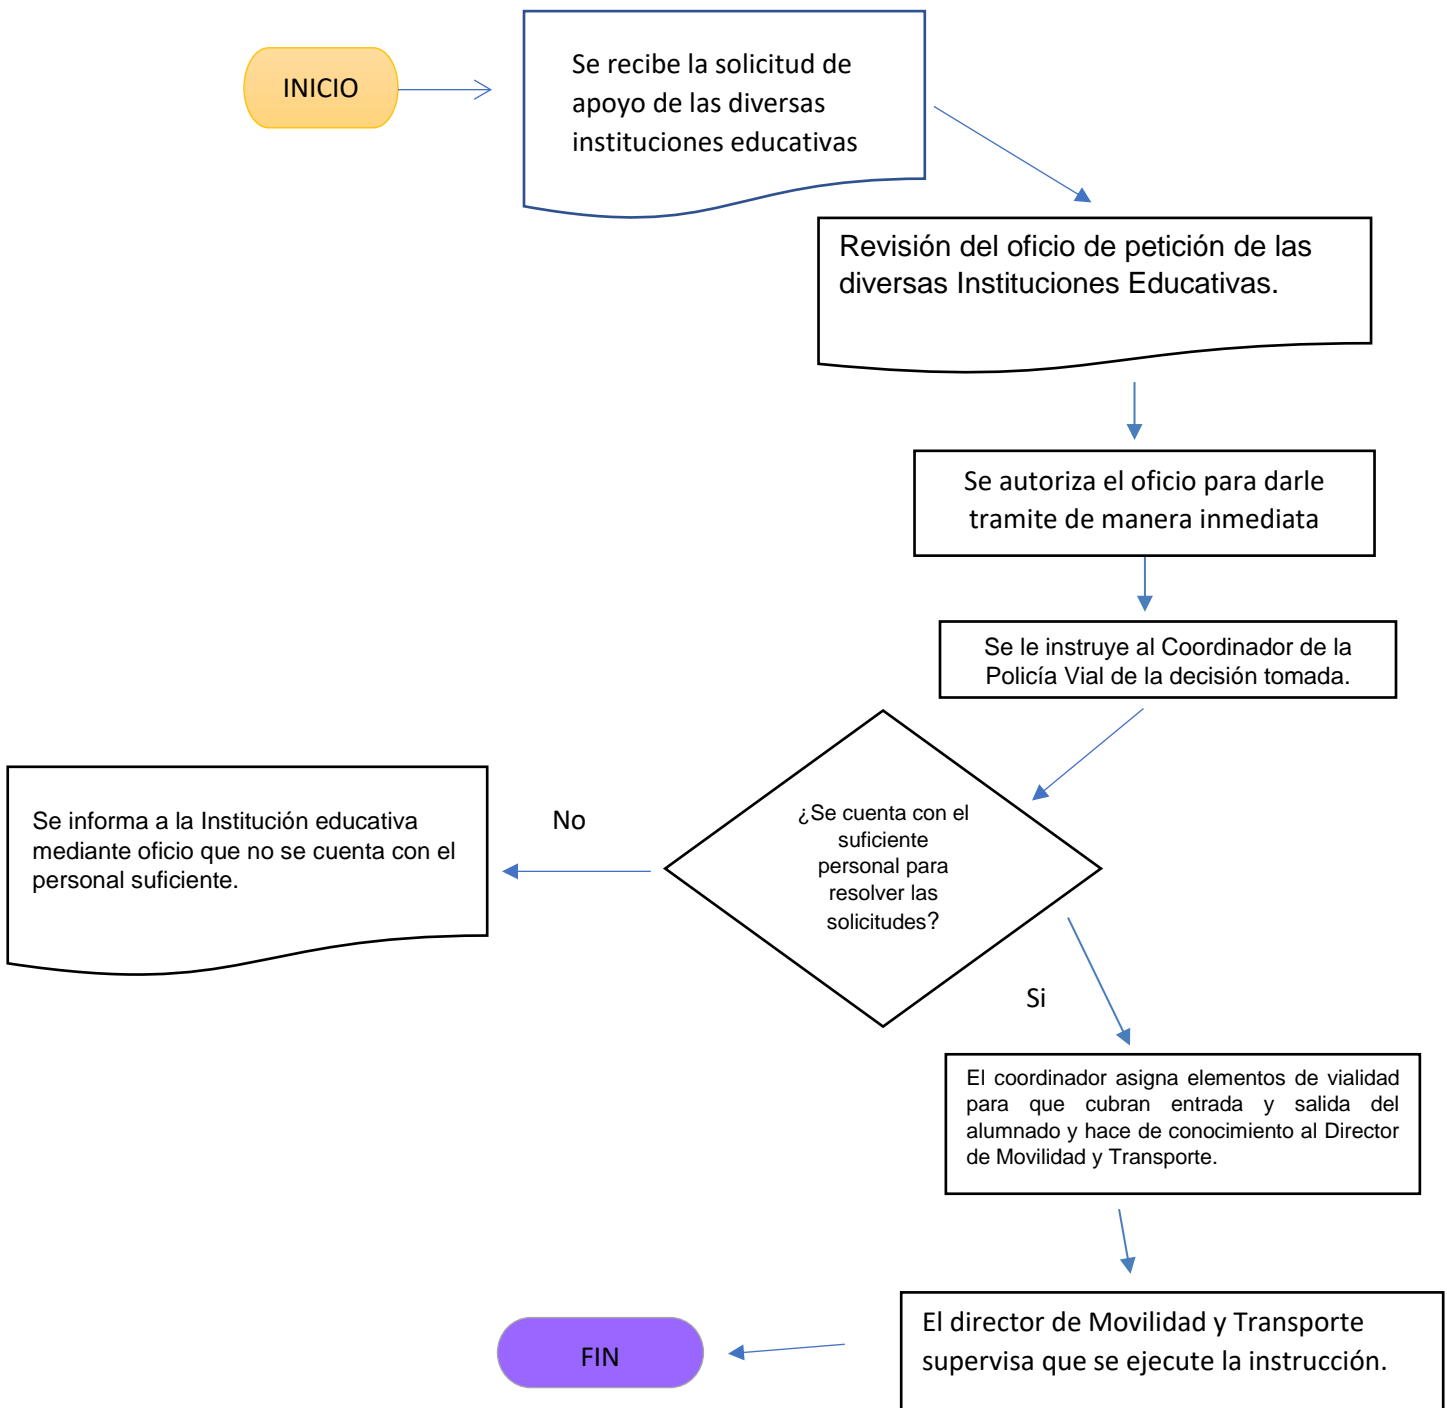 INICIO
Se recibe la solicitud de
apoyo de las diversas
instituciones educativas
Revisión del oficio de petición de las
diversas Instituciones Educativas.
Se autoriza el oficio para darle
tramite de manera inmediata
Se le instruye al Coordinador de la
Policía Vial de la decisión tomada.
¿Se cuenta con el
suficiente
personal para
resolver las
solicitudes?
No
Se informa a la Institución educativa
mediante oficio que no se cuenta con el
personal suficiente.
Si
El coordinador asigna elementos de vialidad
para que cubran entrada y salida del
alumnado y hace de conocimiento al Director
de Movilidad y Transporte.
El director de Movilidad y Transporte
supervisa que se ejecute la instrucción.
FIN